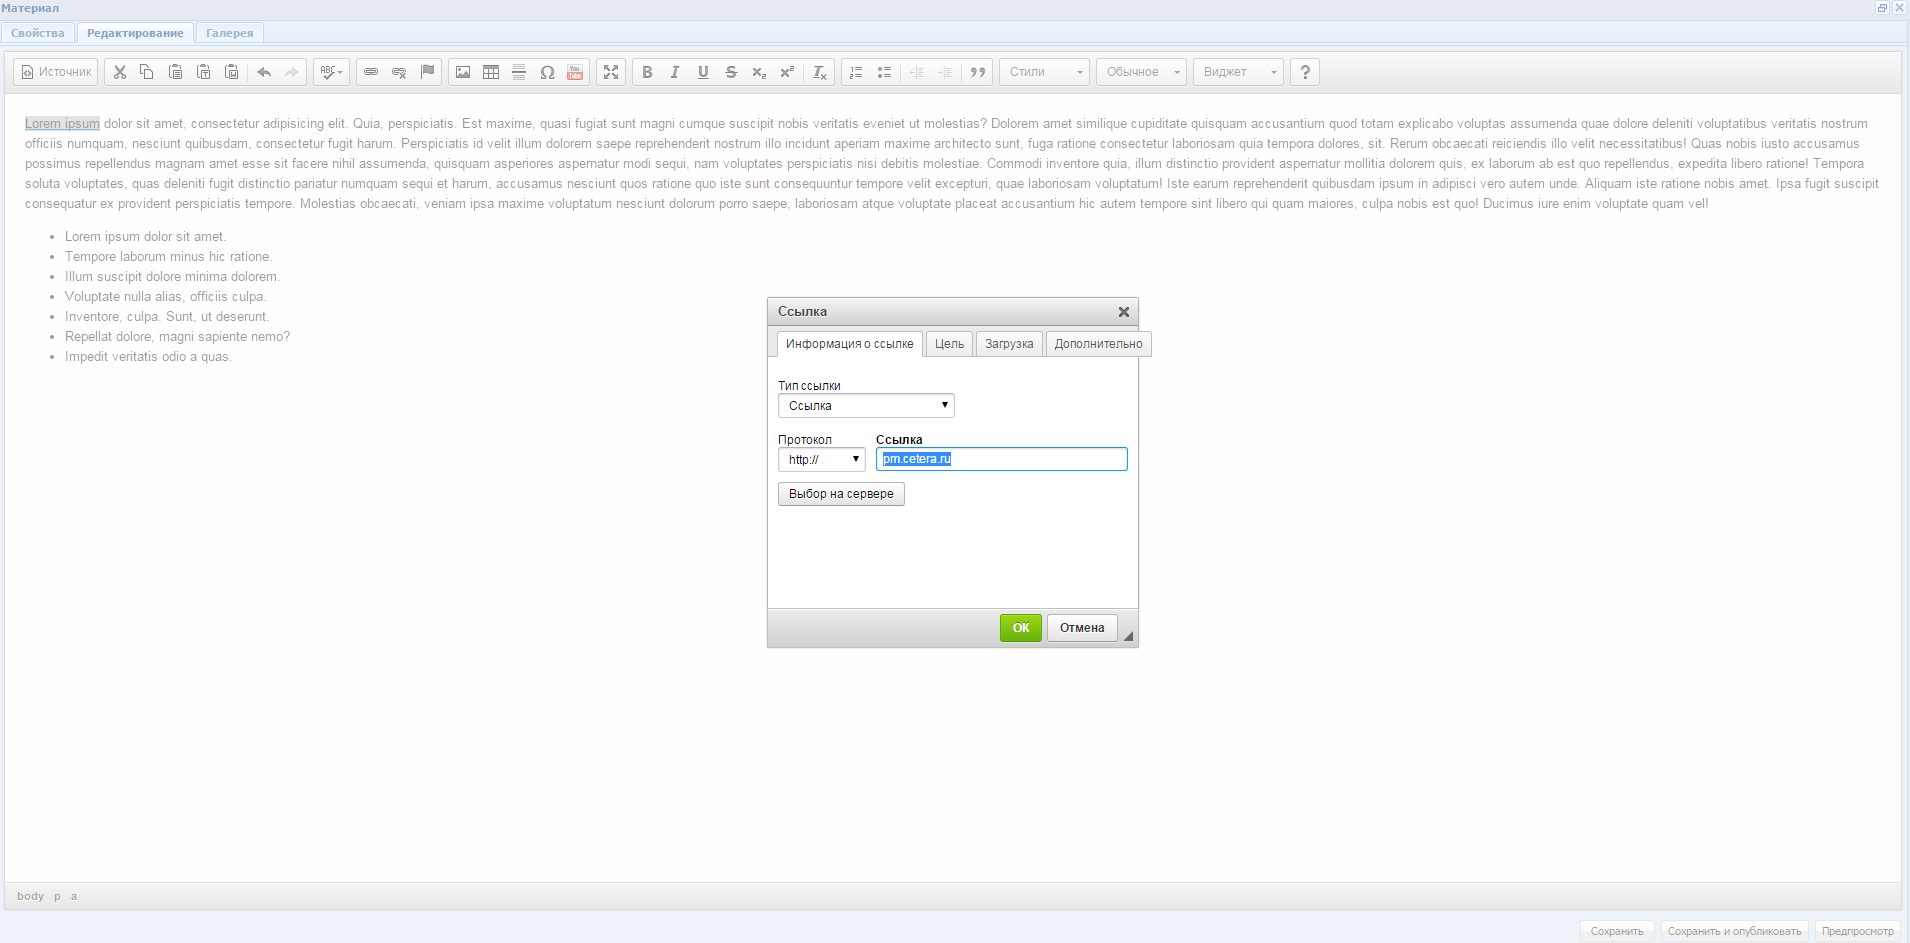 Материал
Свойства Редактирование Галерея
Источник ABC You Tube B I U S x₂ x² Tx Стили Обычное Виджет ?
Lorem ipsum dolor sit amet, consectetur adipisicing elit. Quia, perspiciatis. Est maxime, quasi fugiat sunt magni cumque suscipit nobis veritatis eveniet ut molestias? Dolorem amet similique cupiditate quisquam accusantium quod totam explicabo voluptas assumenda quae dolore deleniti voluptatibus veritatis nostrum
officiis numquam, nesciunt quibusdam, consectetur fugit harum. Perspiciatis id velit illum dolorem saepe reprehenderit nostrum illo incidunt aperiam maxime architecto sunt, fuga ratione consectetur laboriosam quia tempora dolores, sit. Rerum obcaecati reiciendis illo velit necessitatibus! Quas nobis iusto accusamus
possimus repellendus magnam amet esse sit facere nihil assumenda, quisquam asperiores aspernatur modi sequi, nam voluptates perspiciatis nisi debitis molestiae. Commodi inventore quia, illum distinctio provident aspernatur mollitia dolorem quis, ex laborum ab est quo repellendus, expedita libero ratione! Tempora
soluta voluptates, quas deleniti fugit distinctio pariatur numquam sequi et harum, accusamus nesciunt quos ratione quo iste sunt consequuntur tempore velit excepturi, quae laboriosam voluptatum! Iste earum reprehenderit quibusdam ipsum in adipisci vero autem unde. Aliquam iste ratione nobis amet. Ipsa fugit suscipit
consequatur ex provident perspiciatis tempore. Molestias obcaecati, veniam ipsa maxime voluptatum nesciunt dolorum porro saepe, laboriosam atque voluptate placeat accusantium hic autem tempore sint libero qui quam maiores, culpa nobis est quo! Ducimus iure enim voluptate quam vel!
• Lorem ipsum dolor sit amet.
• Tempore laborum minus hic ratione.
• Illum suscipit dolore minima dolorem.
• Voluptate nulla alias, officiis culpa.
• Inventore, culpa. Sunt, ut deserunt.
• Repellat dolore, magni sapiente nemo?
• Impedit veritatis odio a quas.
Ссылка
Информация о ссылке Цель Загрузка Дополнительно
Тип ссылки
Ссылка
Протокол Ссылка
http:// pm.cetera.ru
Выбор на сервере
ОК Отмена
body p a
Сохранить Сохранить и опубликовать Предпросмотр